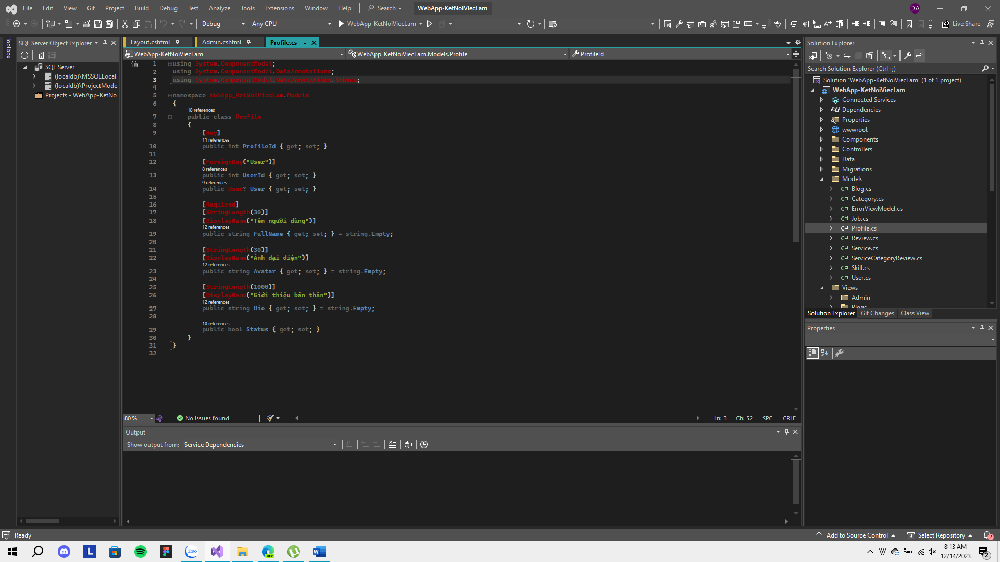 File Edit View Git Project Build Debug Test Analyze Tools Extensions Window Help Search WebApp-KetNoiViecLam DA
Debug Any CPU WebApp_KetNoiViecLam Live Share
Toolbox
SQL Server Object Explorer
SQL Server
(localdb)\MSSQLLocall
(localdb)\ProjectMode
Projects - WebApp-KetNo
_Layout.cshtml _Admin.cshtml Profile.cs
WebApp-KetNoiViecLam WebApp_KetNoiViecLam.Models.Profile ProfileId
1 using System.ComponentModel;
2 using System.ComponentModel.DataAnnotations;
3 using System.ComponentModel.DataAnnotations.Schema;
4
5 namespace WebApp_KetNoiViecLam.Models
6 {
18 references
7 public class Profile
8 {
9 [Key]
11 references
10 public int ProfileId { get; set; }
11
12 [ForeignKey("User")]
8 references
13 public int UserId { get; set; }
9 references
14 public User? User { get; set; }
15
16 [Required]
17 [StringLength(30)]
18 [DisplayName("Tên người dùng")]
12 references
19 public string FullName { get; set; } = string.Empty;
20
21 [StringLength(30)]
22 [DisplayName("Ảnh đại diện")]
12 references
23 public string Avatar { get; set; } = string.Empty;
24
25 [StringLength(1000)]
26 [DisplayName("Giới thiệu bản thân")]
12 references
27 public string Bio { get; set; } = string.Empty;
28
10 references
29 public bool Status { get; set; }
30 }
31 }
32
80 % No issues found Ln: 3 Ch: 52 SPC CRLF
Output
Show output from: Service Dependencies
Solution Explorer
Search Solution Explorer (Ctrl+;)
Solution 'WebApp-KetNoiViecLam' (1 of 1 project)
WebApp-KetNoiViecLam
Connected Services
Dependencies
Properties
wwwroot
Components
Controllers
Data
Migrations
Models
C# Blog.cs
C# Category.cs
C# ErrorViewModel.cs
C# Job.cs
C# Profile.cs
C# Review.cs
C# Service.cs
C# ServiceCategoryReview.cs
C# Skill.cs
C# User.cs
Views
Admin
Blogs
Solution Explorer Git Changes Class View
Properties
Ready Add to Source Control Select Repository 2
L Zalo DEV W 8:13 AM
12/14/2023 2